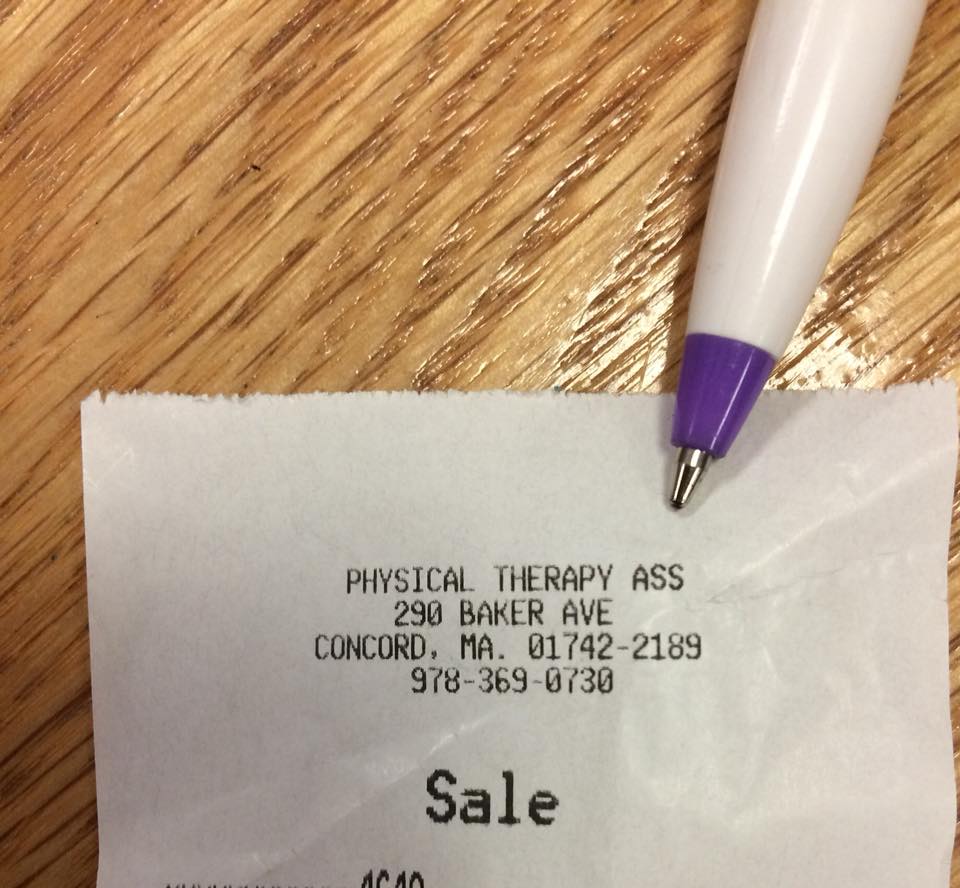 PHYSICAL THERAPY ASS
290 BAKER AVE
CONCORD, MA. 01742-2189
978-369-0730
Sale